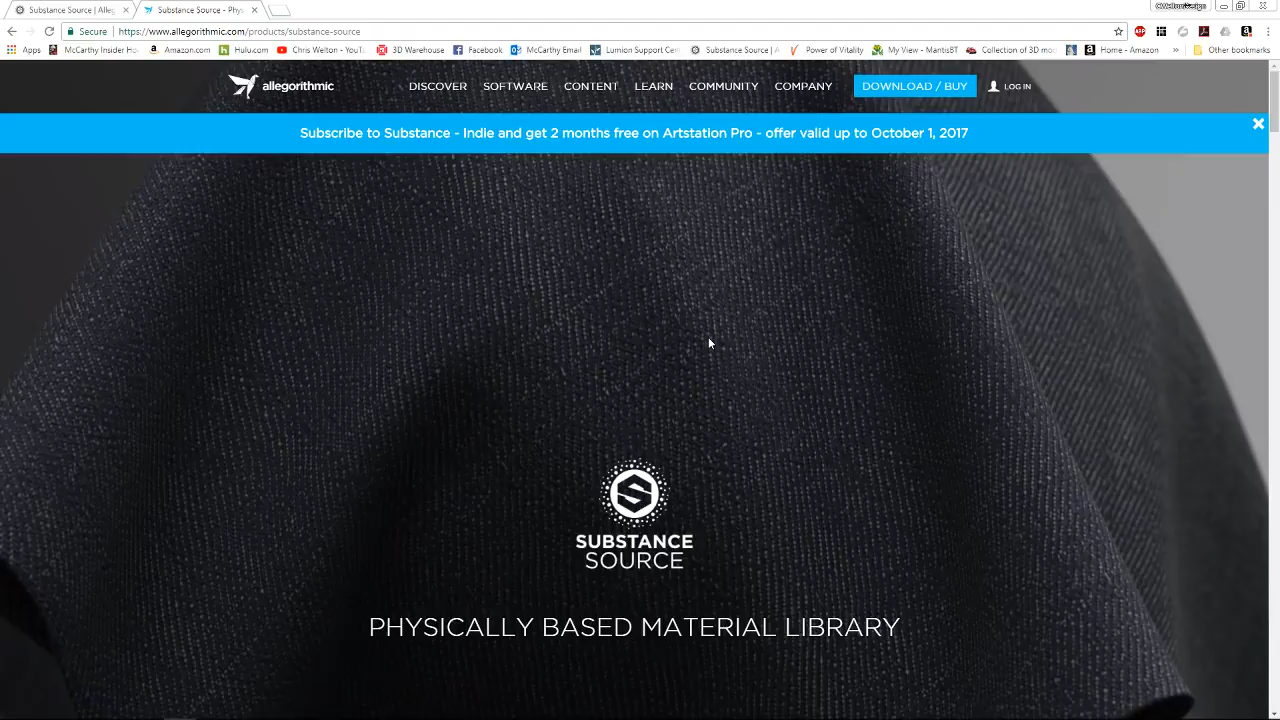 Substance Source | Alleg
Substance Source - Phys
Secure
https://www.allegorithmic.com/products/substance-source
Apps
McCarthy Insider Ho
Amazon.com
Hulu.com
Chris Welton - YouT
3D Warehouse
Facebook
McCarthy Email
Lumion Support Cen
Substance Source | A
Power of Vitality
My View - MantisBT
Collection of 3D mo
Home - Amazon
»
Other bookmarks
allegorithmic
DISCOVER
SOFTWARE
CONTENT
LEARN
COMMUNITY
COMPANY
DOWNLOAD / BUY
LOG IN
Subscribe to Substance - Indie and get 2 months free on Artstation Pro - offer valid up to October 1, 2017
SUBSTANCE
SOURCE
PHYSICALLY BASED MATERIAL LIBRARY